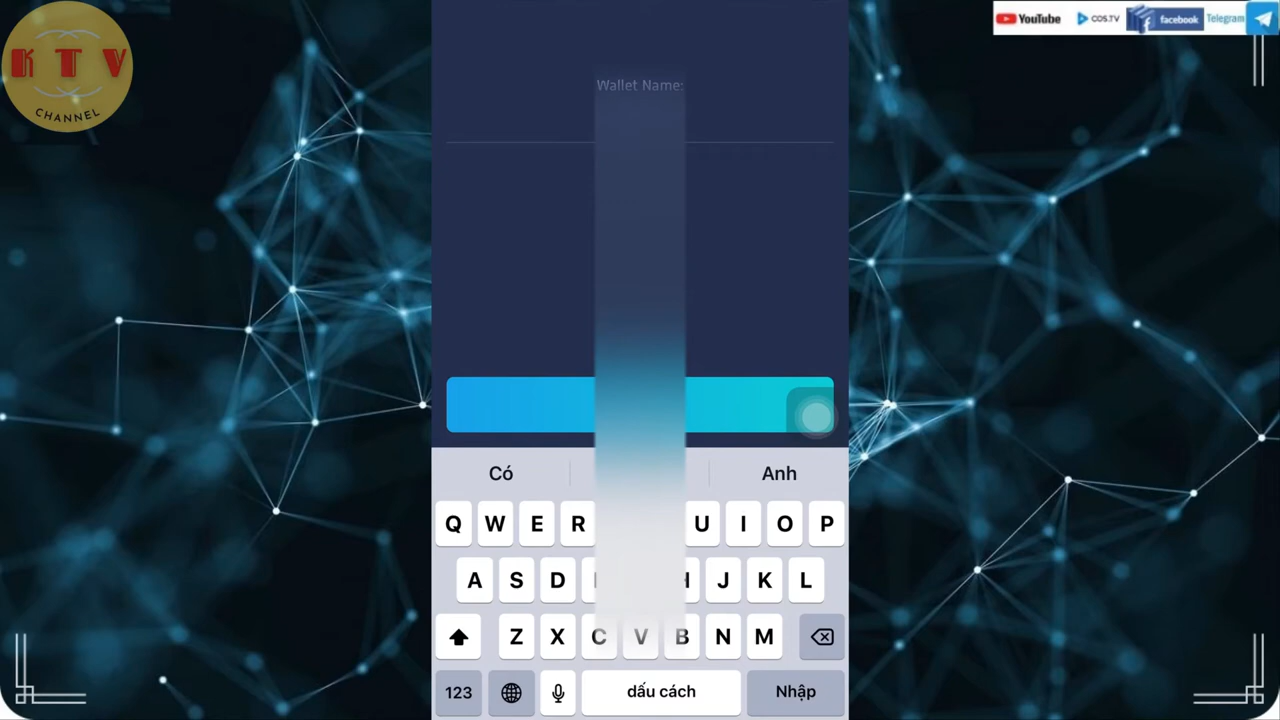 KTV
CHANNEL
YouTube
COS.TV
facebook
Telegram
Wallet Name:
Có
Anh
Q W E R U I O P
A S D J K L
Z X C V B N M
123
dấu cách
Nhập